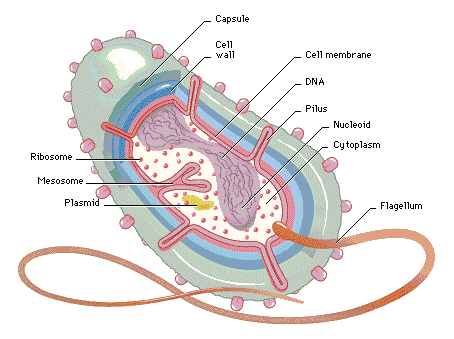 Capsule
Cell
wall
Cell membrane
DNA
Pilus
Nucleoid
Cytoplasm
Ribosome
Mesosome
Plasmid
Flagellum